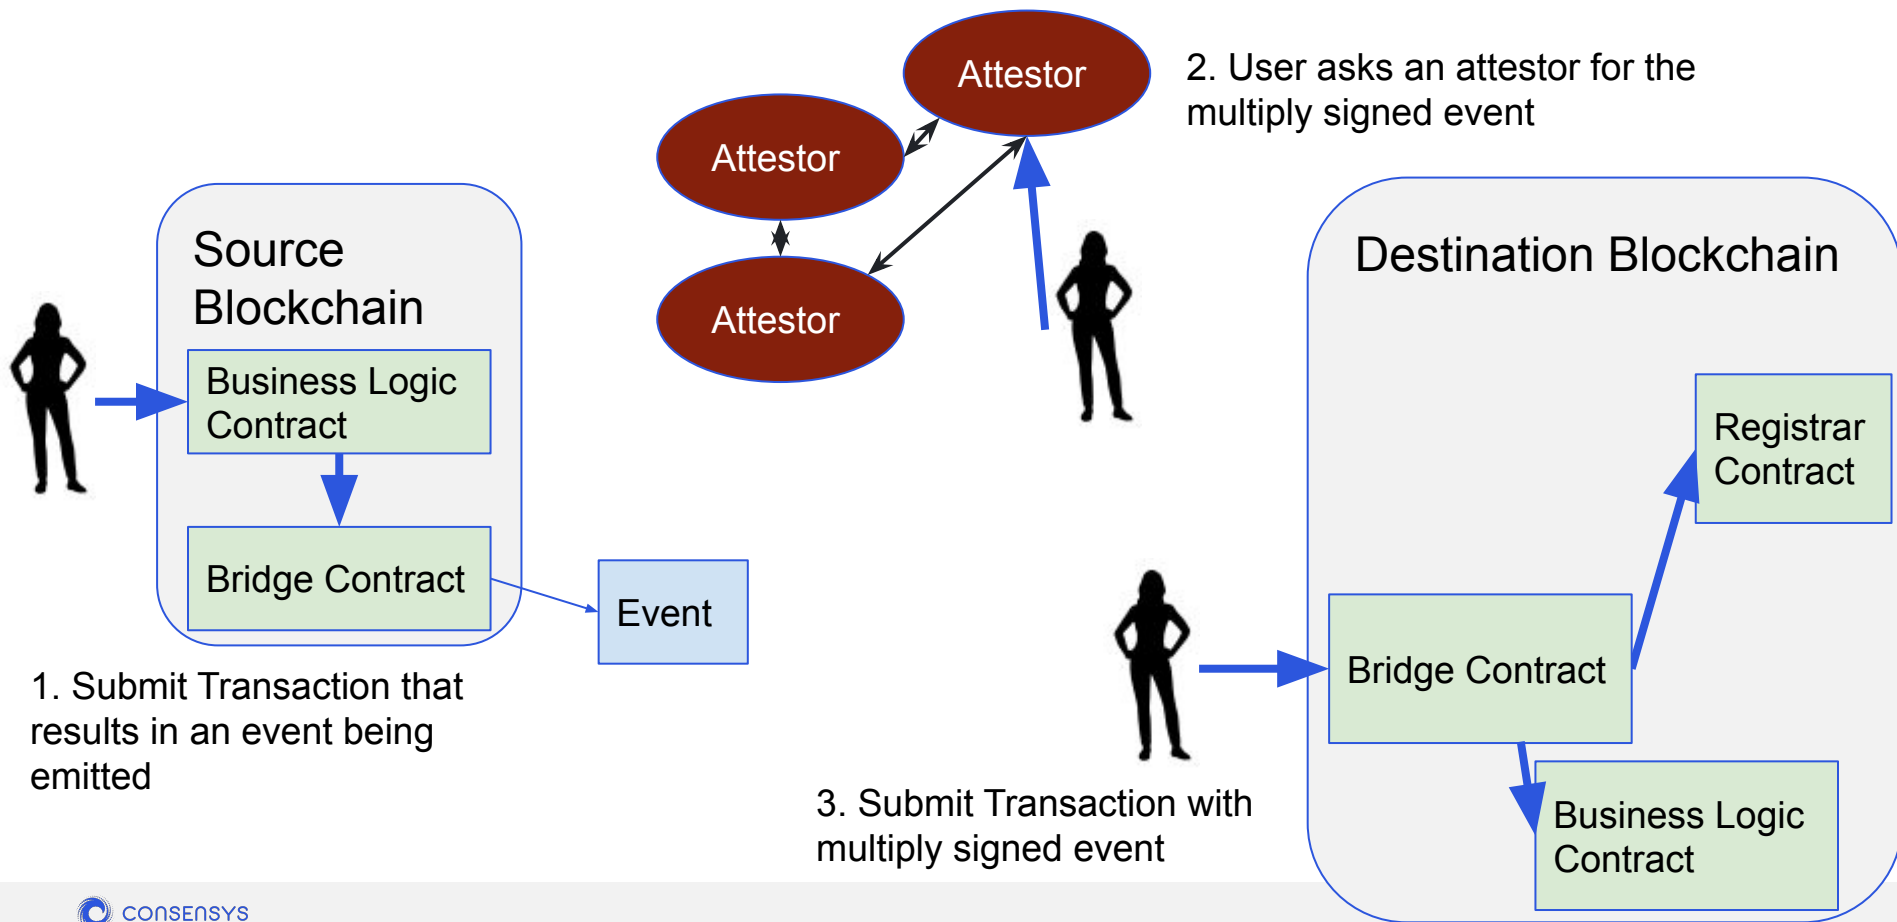 Attestor
2. User asks an attestor for the
multiply signed event
Attestor
Attestor
Source
Blockchain
Business Logic
Contract
Bridge Contract
Event
1. Submit Transaction that
results in an event being
emitted
Destination Blockchain
Registrar
Contract
Bridge Contract
Business Logic
Contract
3. Submit Transaction with
multiply signed event
CONSENSYS